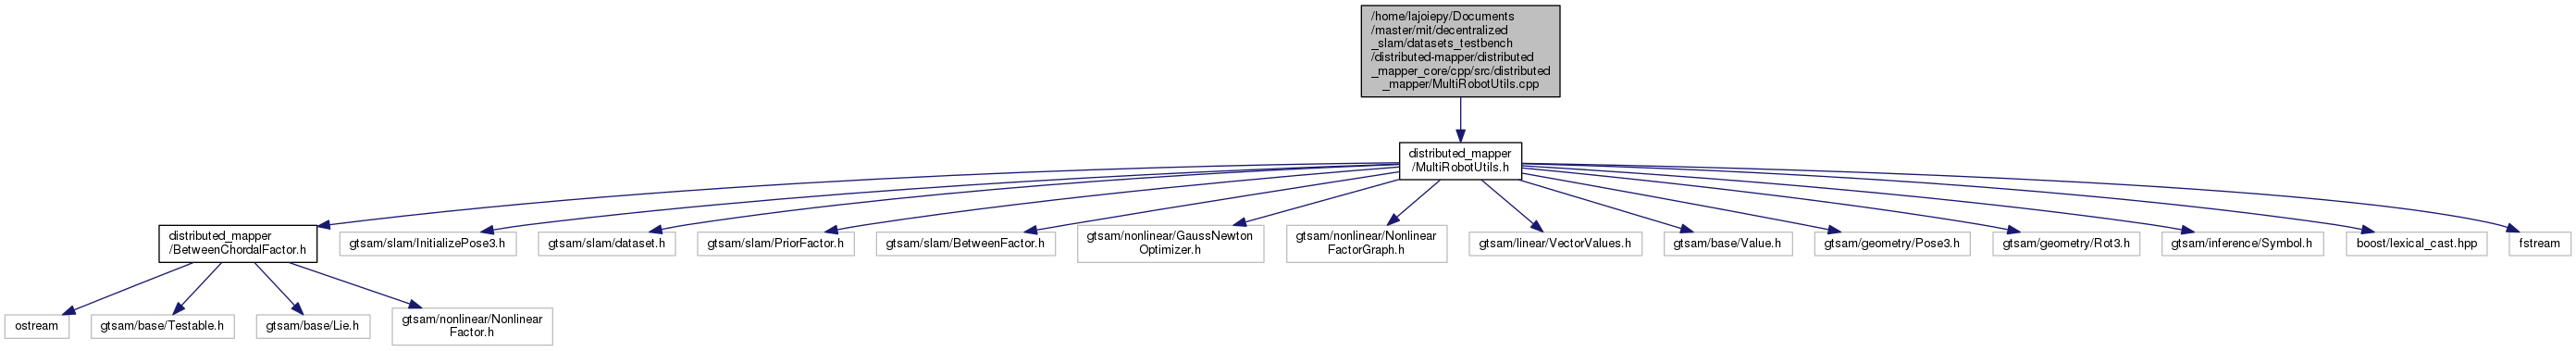 /home/lajoiepy/Documents
/master/mit/decentralized
_slam/datasets_testbench
/distributed-mapper/distributed
_mapper_core/cpp/src/distributed
_mapper/MultiRobotUtils.cpp
distributed_mapper
/MultiRobotUtils.h
distributed_mapper
/BetweenChordalFactor.h
gtsam/slam/InitializePose3.h
gtsam/slam/dataset.h
gtsam/slam/PriorFactor.h
gtsam/slam/BetweenFactor.h
gtsam/nonlinear/GaussNewton
Optimizer.h
gtsam/nonlinear/Nonlinear
FactorGraph.h
gtsam/linear/VectorValues.h
gtsam/base/Value.h
gtsam/geometry/Pose3.h
gtsam/geometry/Rot3.h
gtsam/inference/Symbol.h
boost/lexical_cast.hpp
fstream
ostream
gtsam/base/Testable.h
gtsam/base/Lie.h
gtsam/nonlinear/Nonlinear
Factor.h